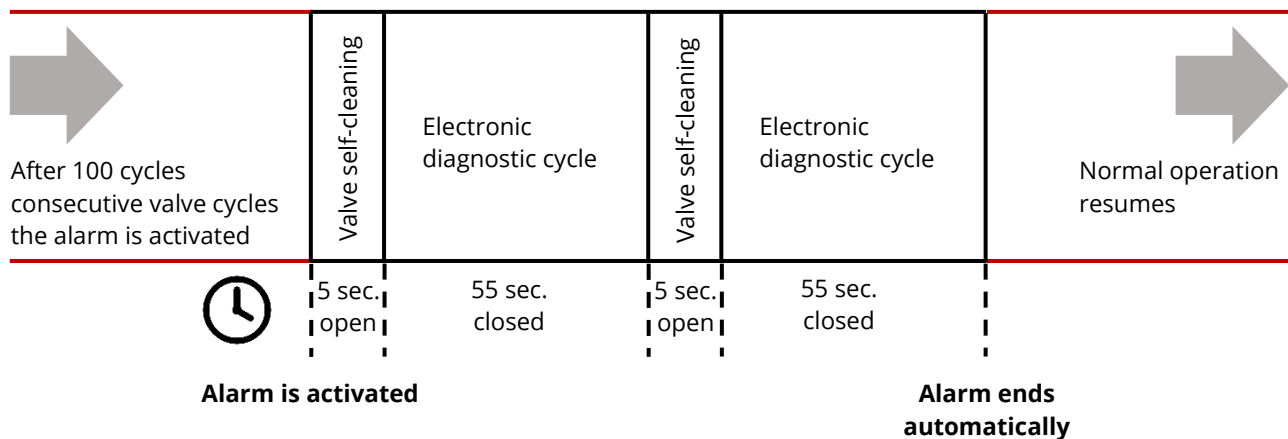 After 100 cycles
consecutive valve cycles
the alarm is activated
Valve self-cleaning
Electronic
diagnostic cycle
Valve self-cleaning
Electronic
diagnostic cycle
Normal operation
resumes
5 sec.
open
55 sec.
closed
5 sec.
open
55 sec.
closed
Alarm is activated
Alarm ends
automatically